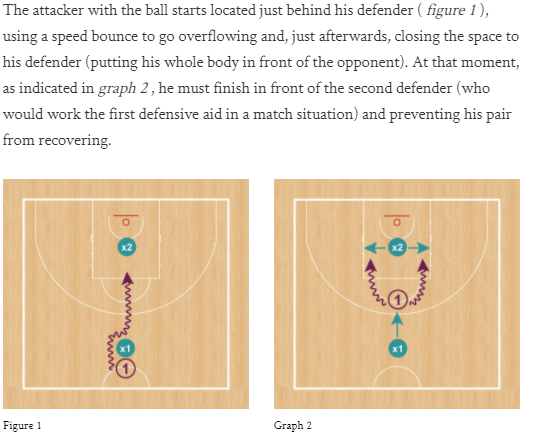 The attacker with the ball starts located just behind his defender ( figure 1 ),
using a speed bounce to go overflowing and, just afterwards, closing the space to
his defender (putting his whole body in front of the opponent). At that moment,
as indicated in graph 2 , he must finish in front of the second defender (who
would work the first defensive aid in a match situation) and preventing his pair
from recovering.
x2
x1
1
x2
1
x1
Figure 1
Graph 2